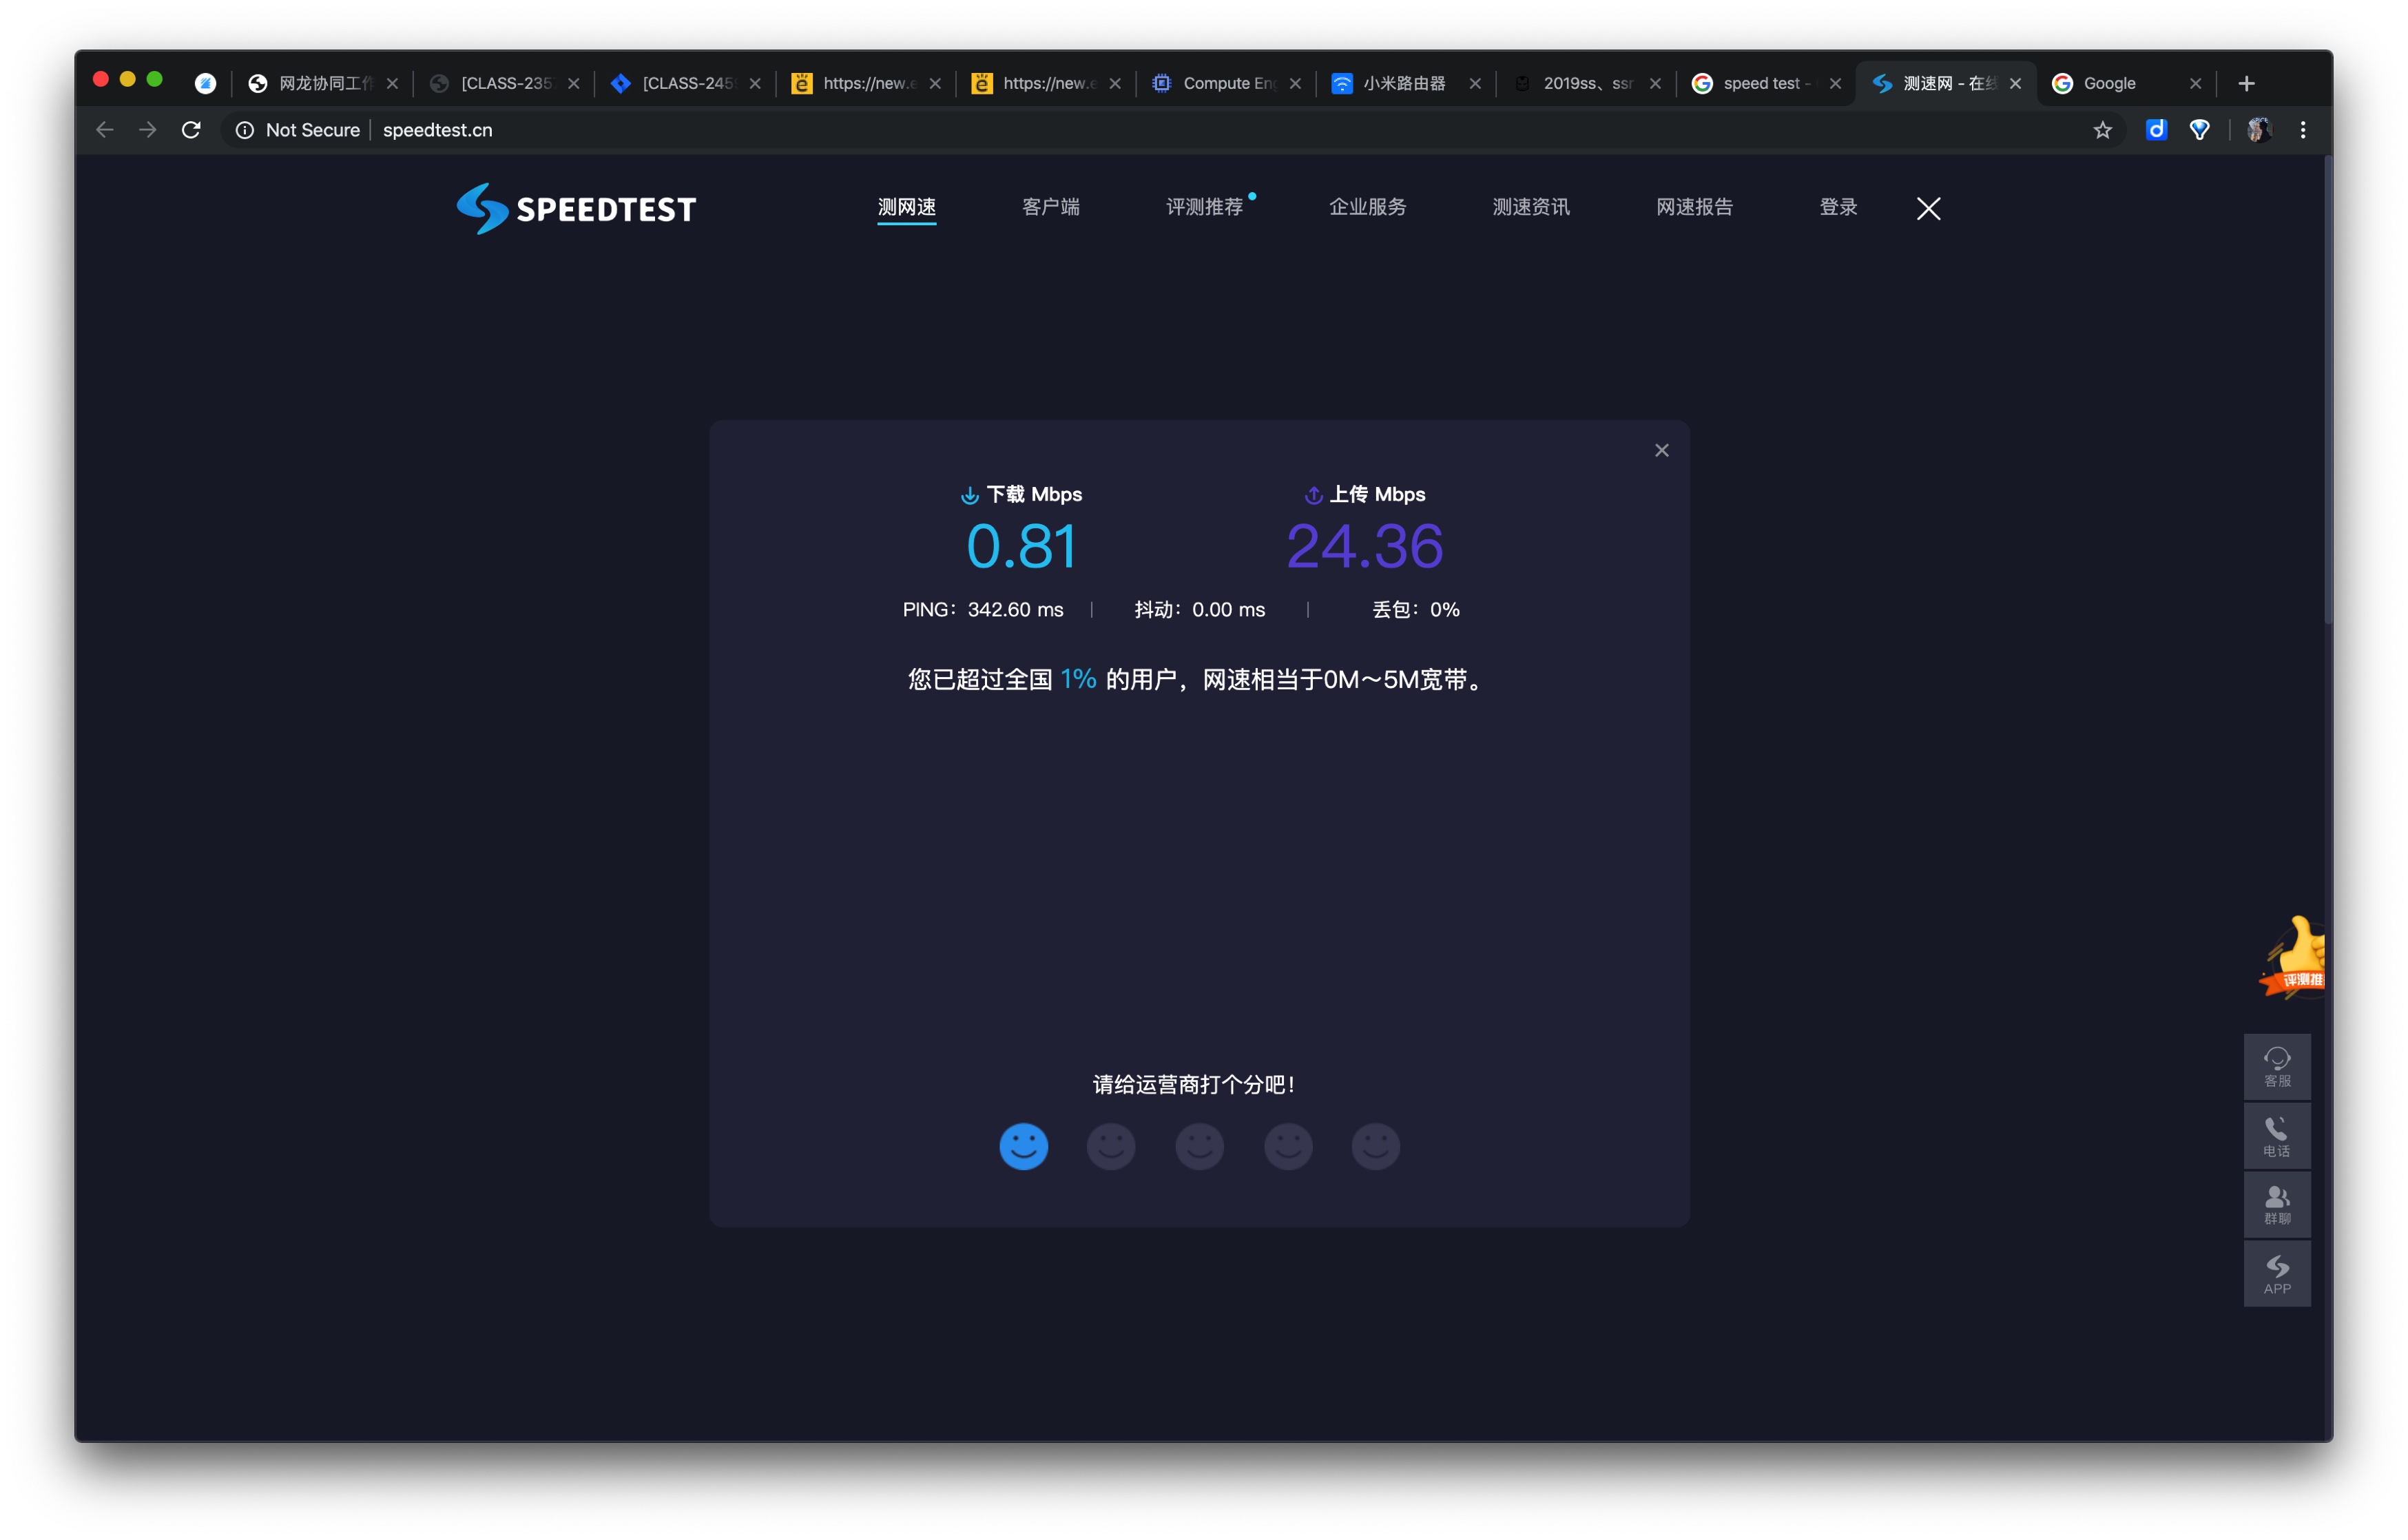 网龙协同工作 [CLASS-235 [CLASS-245 https://new.e https://new.e Compute Eng 小米路由器 2019ss、ssr speed test - 测速网 - 在线 Google
Not Secure speedtest.cn
SPEEDTEST 测网速 客户端 评测推荐 企业服务 测速资讯 网速报告 登录
下载 Mbps 上传 Mbps
0.81 24.36
PING：342.60 ms 抖动：0.00 ms 丢包：0%
您已超过全国 1% 的用户，网速相当于0M～5M宽带。
评测推
客服
请给运营商打个分吧！
电话
群聊
APP